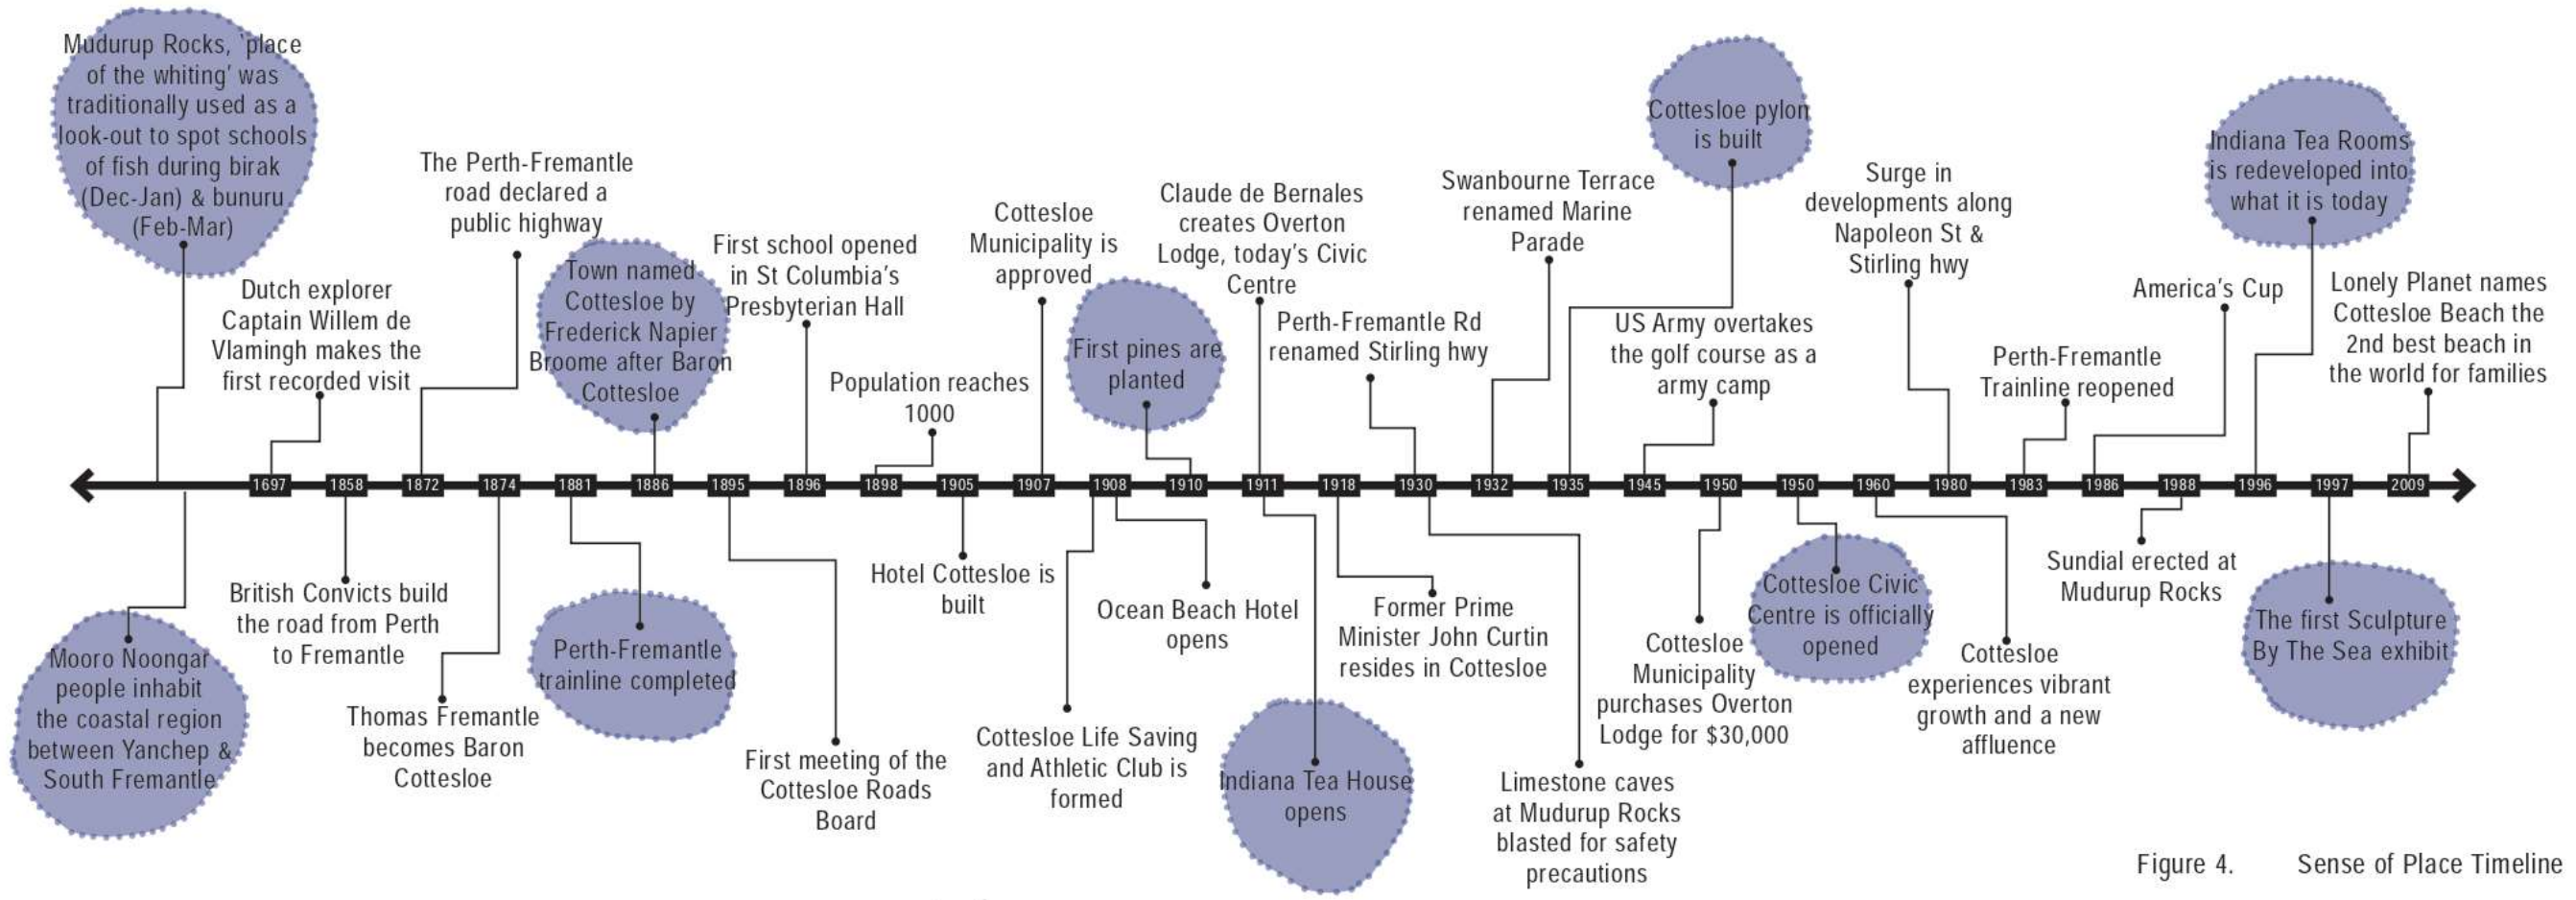 Mudurup Rocks, 'place
of the whiting' was
traditionally used as a
look-out to spot schools
of fish during birak
(Dec-Jan) & bunuru
(Feb-Mar)
Dutch explorer
Captain Willem de
Vlamingh makes the
first recorded visit
The Perth-Fremantle
road declared a
public highway
Town named
Cottesloe by
Frederick Napier
Broome after Baron
Cottesloe
First school opened
in St Columbia's
Presbyterian Hall
Population reaches
1000
Cottesloe
Municipality is
approved
First pines are
planted
Claude de Bernales
creates Overton
Lodge, today's Civic
Centre
Perth-Fremantle Rd
renamed Stirling hwy
Swanbourne Terrace
renamed Marine
Parade
Cottesloe pylon
is built
US Army overtakes
the golf course as a
army camp
Surge in
developments along
Napoleon St &
Stirling hwy
Perth-Fremantle
Trainline reopened
America's Cup
Indiana Tea Rooms
is redeveloped into
what it is today
Lonely Planet names
Cottesloe Beach the
2nd best beach in
the world for families
1697 1858 1872 1874 1881 1886 1895 1896 1898 1905 1907 1908 1910 1911 1918 1930 1932 1935 1945 1950 1950 1960 1980 1983 1986 1988 1996 1997 2009
Mooro Noongar
people inhabit
the coastal region
between Yanchep &
South Fremantle
British Convicts build
the road from Perth
to Fremantle
Thomas Fremantle
becomes Baron
Cottesloe
Perth-Fremantle
trainline completed
First meeting of the
Cottesloe Roads
Board
Hotel Cottesloe is
built
Cottesloe Life Saving
and Athletic Club is
formed
Ocean Beach Hotel
opens
Indiana Tea House
opens
Former Prime
Minister John Curtin
resides in Cottesloe
Limestone caves
at Mudurup Rocks
blasted for safety
precautions
Cottesloe
Municipality
purchases Overton
Lodge for $30,000
Cottesloe Civic
Centre is officially
opened
Cottesloe
experiences vibrant
growth and a new
affluence
Sundial erected at
Mudurup Rocks
The first Sculpture
By The Sea exhibit
Figure 4. Sense of Place Timeline